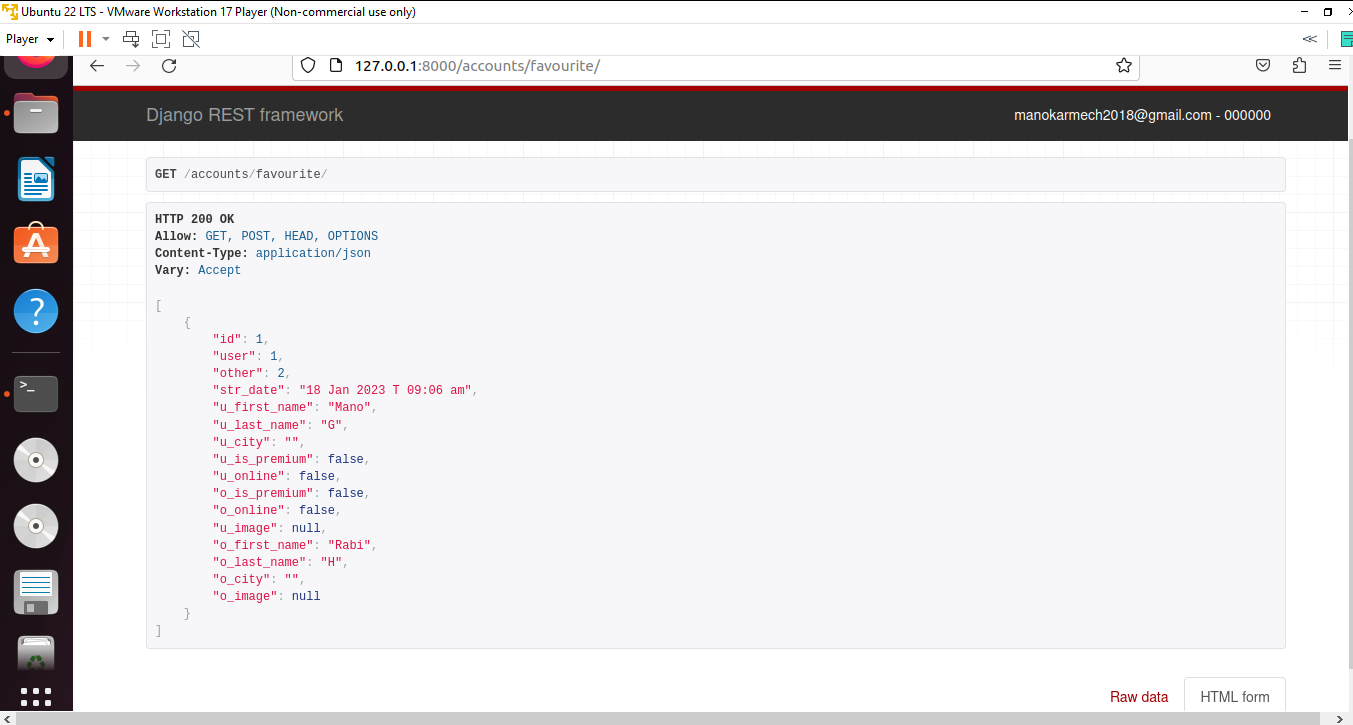 Ubuntu 22 LTS - VMware Workstation 17 Player (Non-commercial use only)
Player
127.0.0.1:8000/accounts/favourite/
Django REST framework
manokarmech2018@gmail.com - 000000
GET /accounts/favourite/
HTTP 200 OK
Allow: GET, POST, HEAD, OPTIONS
Content-Type: application/json
Vary: Accept
[
{
"id": 1,
"user": 1,
"other": 2,
"str_date": "18 Jan 2023 T 09:06 am",
"u_first_name": "Mano",
"u_last_name": "G",
"u_city": "",
"u_is_premium": false,
"u_online": false,
"o_is_premium": false,
"o_online": false,
"u_image": null,
"o_first_name": "Rabi",
"o_last_name": "H",
"o_city": "",
"o_image": null
}
]
Raw data
HTML form